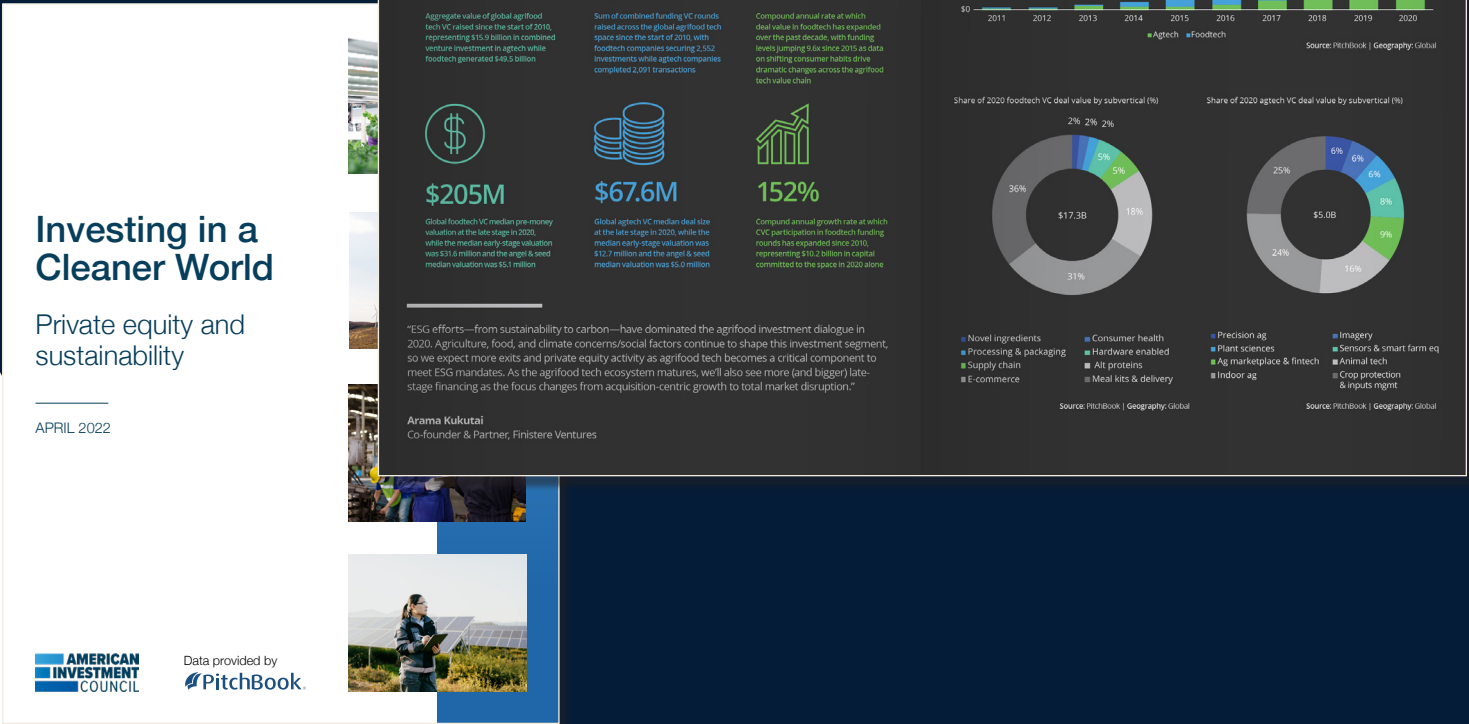 Investing in a
Cleaner World
Private equity and
sustainability
APRIL 2022
AMERICAN
INVESTMENT
COUNCIL
Data provided by
PitchBook.
Aggregate value of global agrifood
tech VC raised since the start of 2010,
representing $15.9 billion in combined
venture investment in agtech while
foodtech generated $49.5 billion
Sum of combined funding VC rounds
raised across the global agrifood tech
space since the start of 2010, with
foodtech companies securing 2,552
investments while agtech companies
completed 2,091 transactions
Compound annual rate at which
deal value in foodtech has expanded
over the past decade, with funding
levels jumping 9.6x since 2015 as data
on shifting consumer habits drive
dramatic changes across the agrifood
tech value chain
$
$205M
Global foodtech VC median pre-money
valuation at the late stage in 2020,
while the median early-stage valuation
was $31.6 million and the angel & seed
median valuation was $5.1 million
$67.6M
Global agtech VC median deal size
at the late stage in 2020, while the
median early-stage valuation was
$12.7 million and the angel & seed
median valuation was $5.0 million
152%
Compund annual growth rate at which
CVC participation in foodtech funding
rounds has expanded since 2010,
representing $10.2 billion in capital
committed to the space in 2020 alone
“ESG efforts—from sustainability to carbon—have dominated the agrifood investment dialogue in
2020. Agriculture, food, and climate concerns/social factors continue to shape this investment segment,
so we expect more exits and private equity activity as agrifood tech becomes a critical component to
meet ESG mandates. As the agrifood tech ecosystem matures, we’ll also see more (and bigger) late-
stage financing as the focus changes from acquisition-centric growth to total market disruption.”
Arama Kukutai
Co-founder & Partner, Finistere Ventures
$0
2011 2012 2013 2014 2015 2016 2017 2018 2019 2020
Agtech Foodtech
Source: PitchBook | Geography: Global
Share of 2020 foodtech VC deal value by subvertical (%)
2% 2% 2%
5%
5%
18%
31%
36%
$17.3B
Novel ingredients
Consumer health
Processing & packaging
Hardware enabled
Supply chain
Alt proteins
E-commerce
Meal kits & delivery
Source: PitchBook | Geography: Global
Share of 2020 agtech VC deal value by subvertical (%)
6%
6%
6%
8%
9%
16%
24%
25%
$5.0B
Precision ag
Imagery
Plant sciences
Sensors & smart farm eq
Ag marketplace & fintech
Animal tech
Indoor ag
Crop protection
& inputs mgmt
Source: PitchBook | Geography: Global